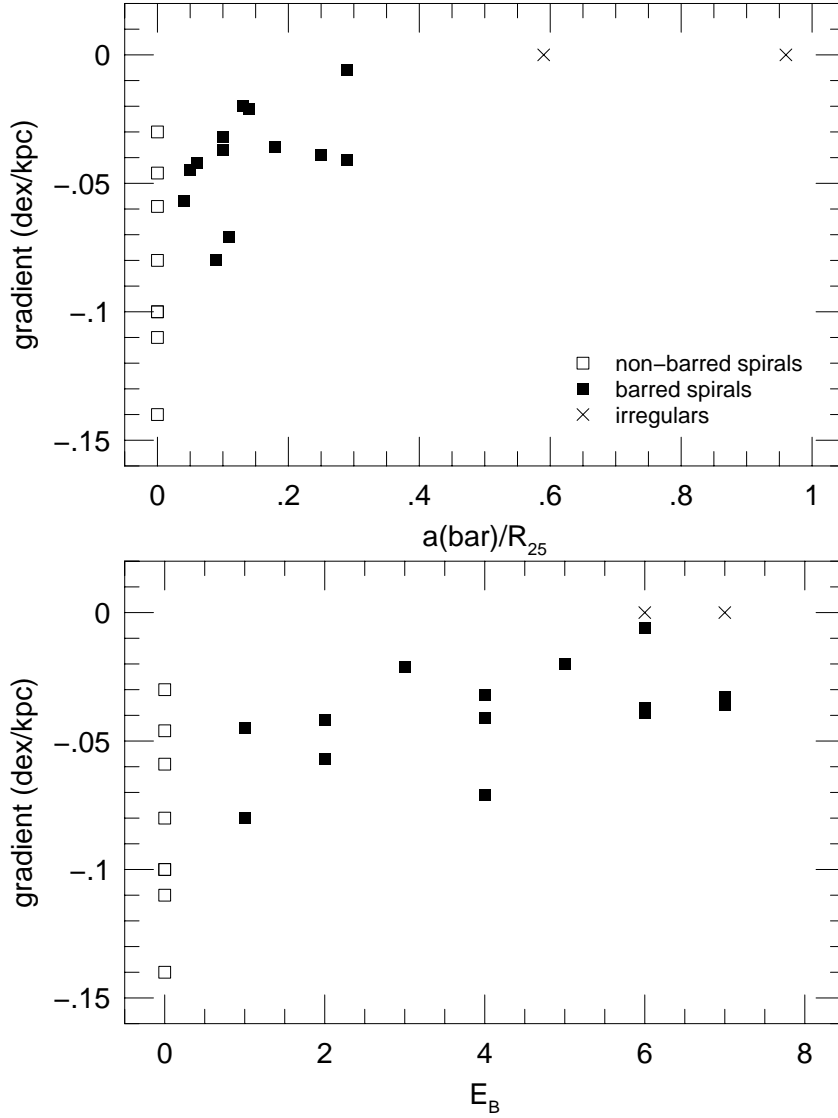 0
−.05
−.1
−.15
gradient (dex/kpc)
non−barred spirals
barred spirals
irregulars
0 .2 .4 .6 .8 1
a(bar)/R25
0
−.05
−.1
−.15
gradient (dex/kpc)
0 2 4 6 8
EB